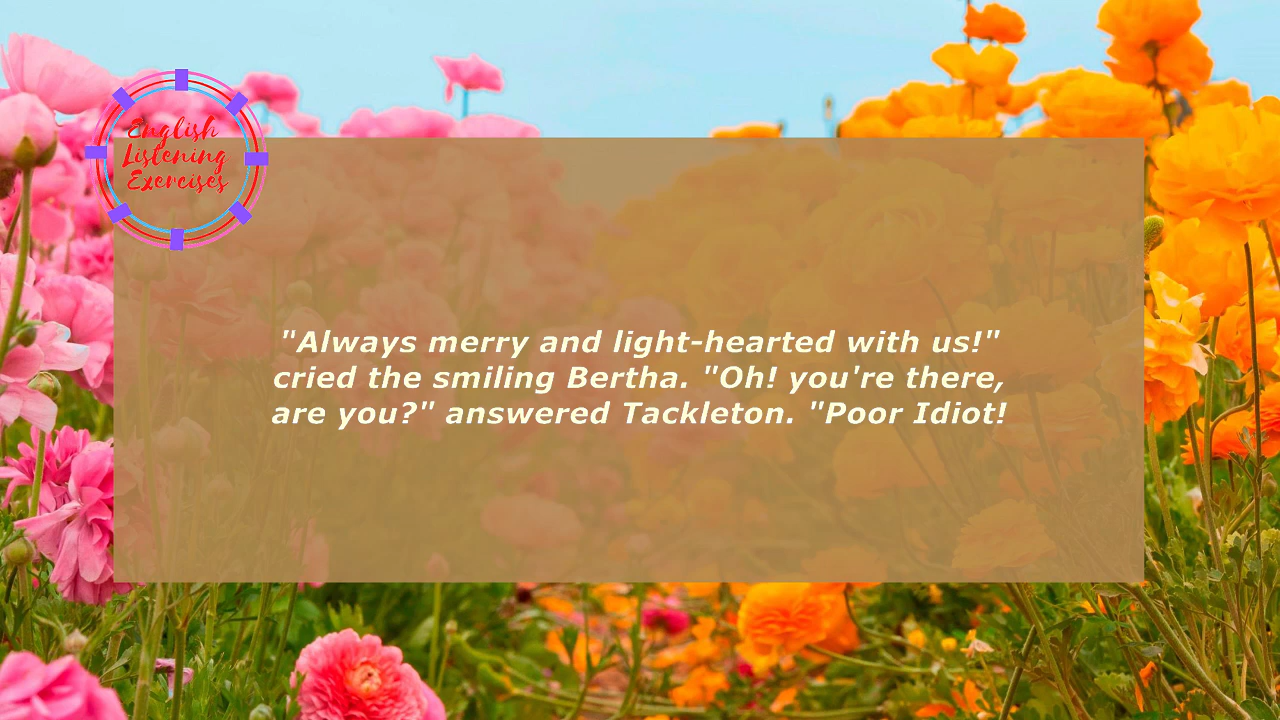 English
Listening
Exercises
"Always merry and light-hearted with us!"
cried the smiling Bertha. "Oh! you're there,
are you?" answered Tackleton. "Poor Idiot!